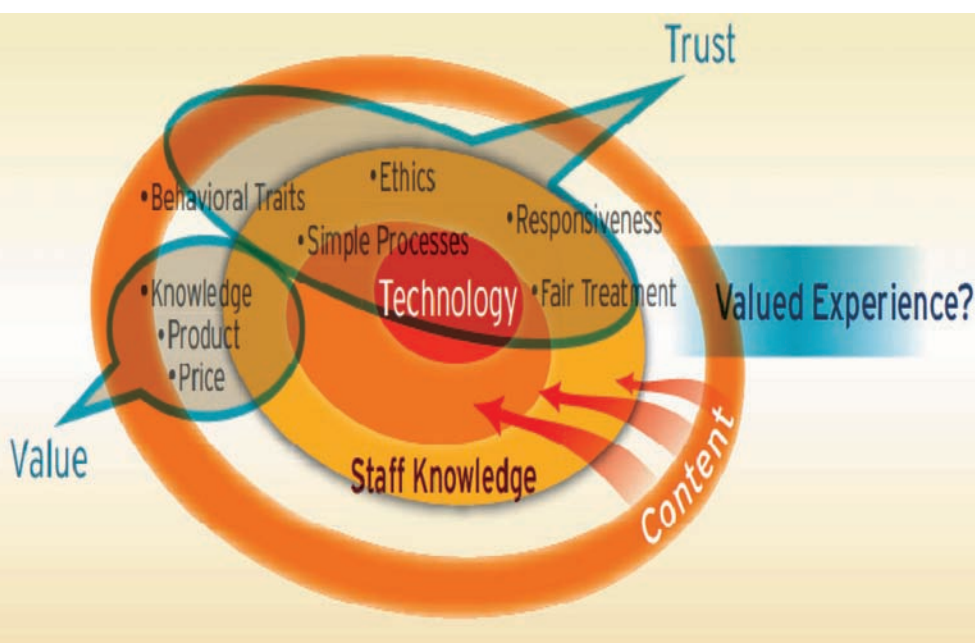 Trust
•Ethics
•Behavioral Traits
•Responsiveness
•Simple Processes
•Knowledge
Technology
•Fair Treatment
Valued Experience?
•Product
•Price
Value
Staff Knowledge
Content